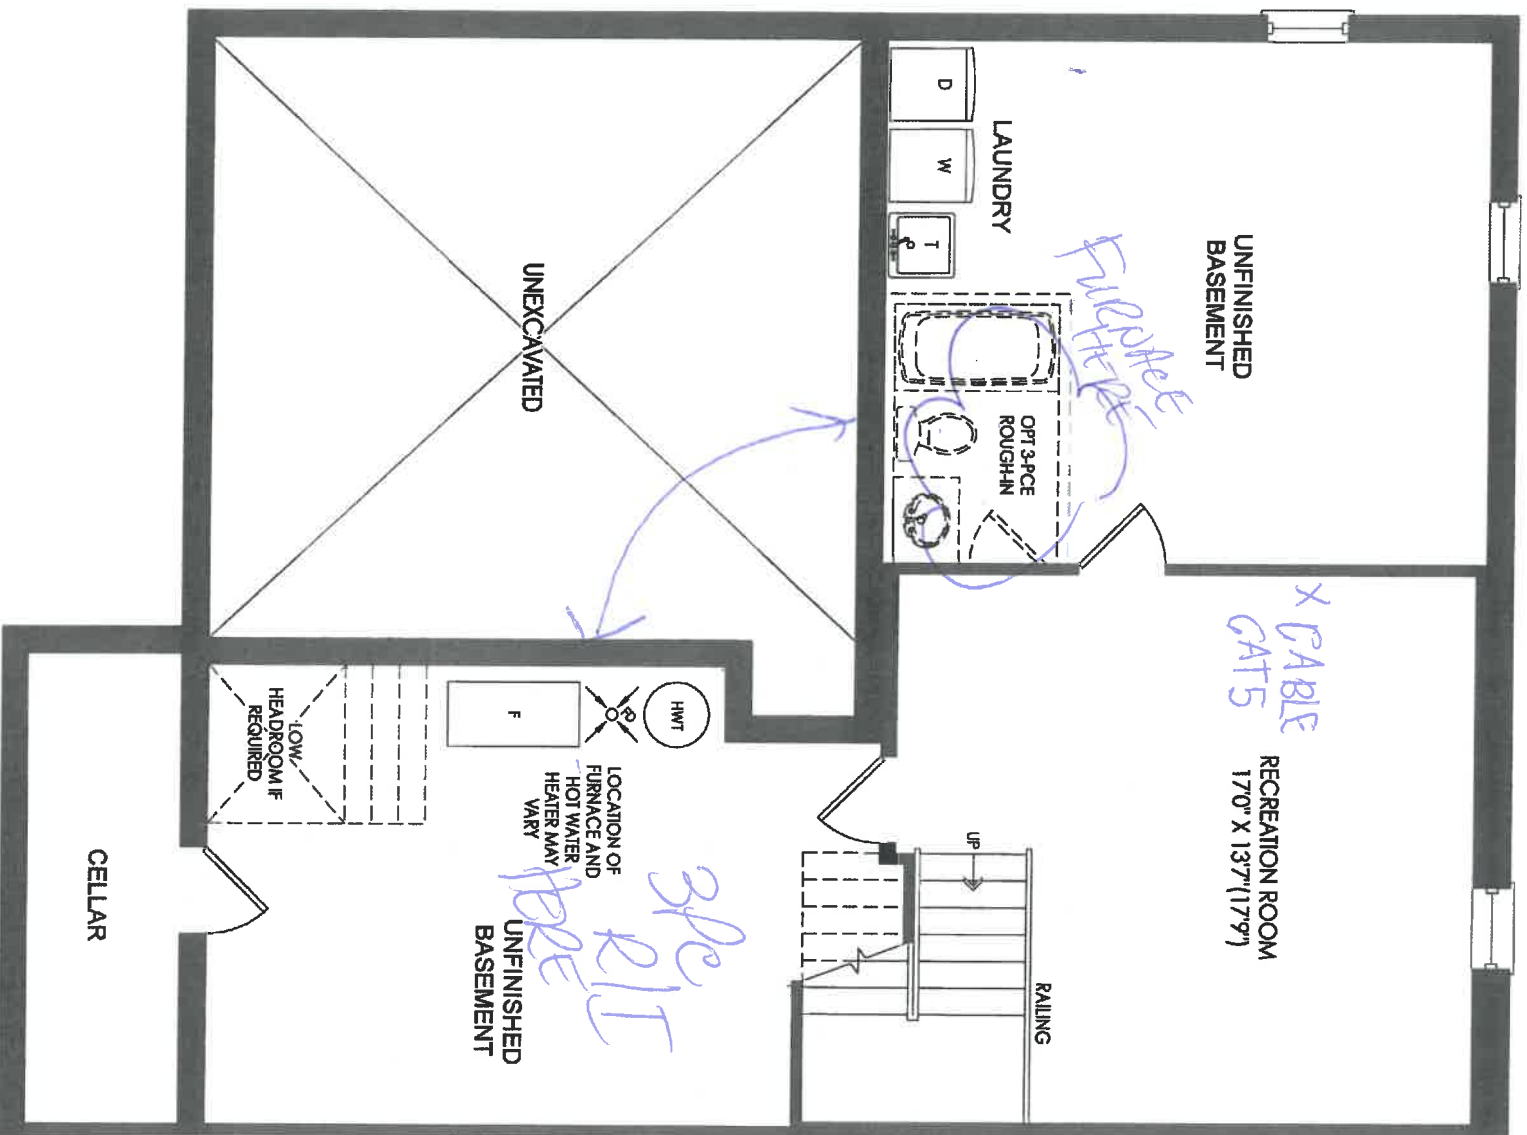 D
W
T
LAUNDRY
UNFINISHED
BASEMENT
FURNACE
HERE
OPT 3-PCE
ROUGH-IN
UNEXCAVATED
X CABLE
CAT5
RECREATION ROOM
17'0" X 13'7"(17'9")
UP
RAILING
HWT
FD
F
LOCATION OF
FURNACE AND
HOT WATER
HEATER MAY
VARY
3PC
R/I
HERE
UNFINISHED
BASEMENT
LOW
HEADROOM IF
REQUIRED
CELLAR